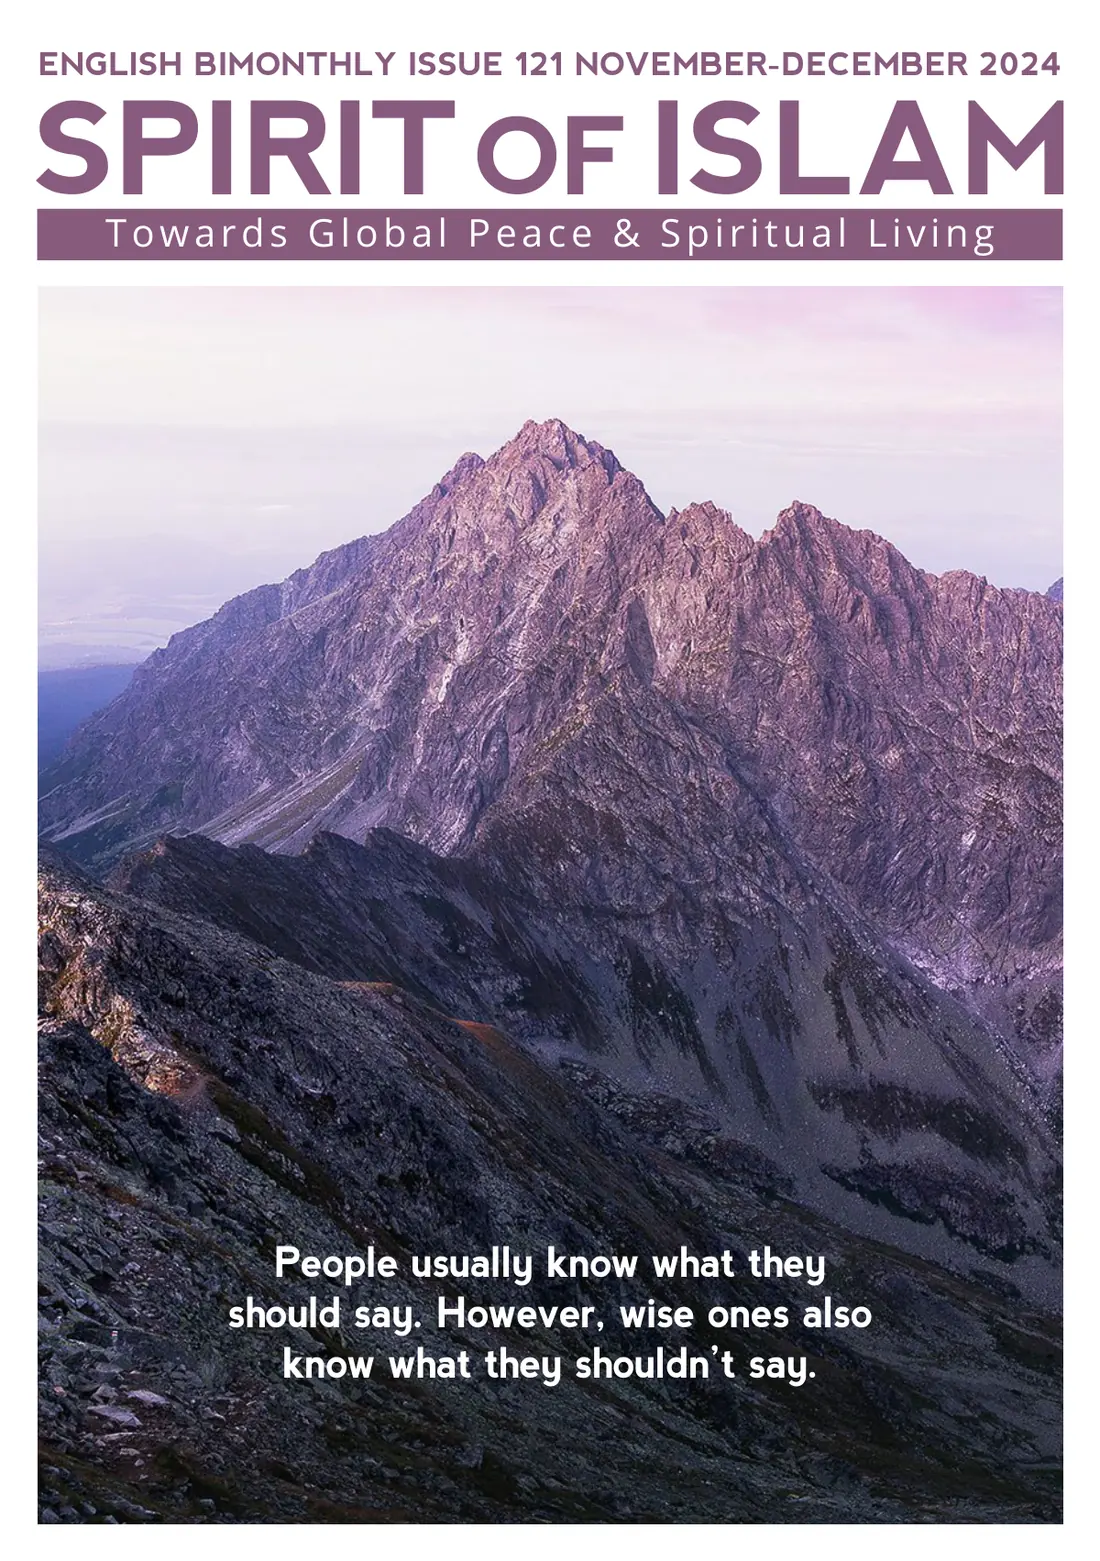 ENGLISH BIMONTHLY ISSUE 121 NOVEMBER-DECEMBER 2024
SPIRIT OF ISLAM
Towards Global Peace & Spiritual Living
People usually know what they
should say. However, wise ones also
know what they shouldn’t say.